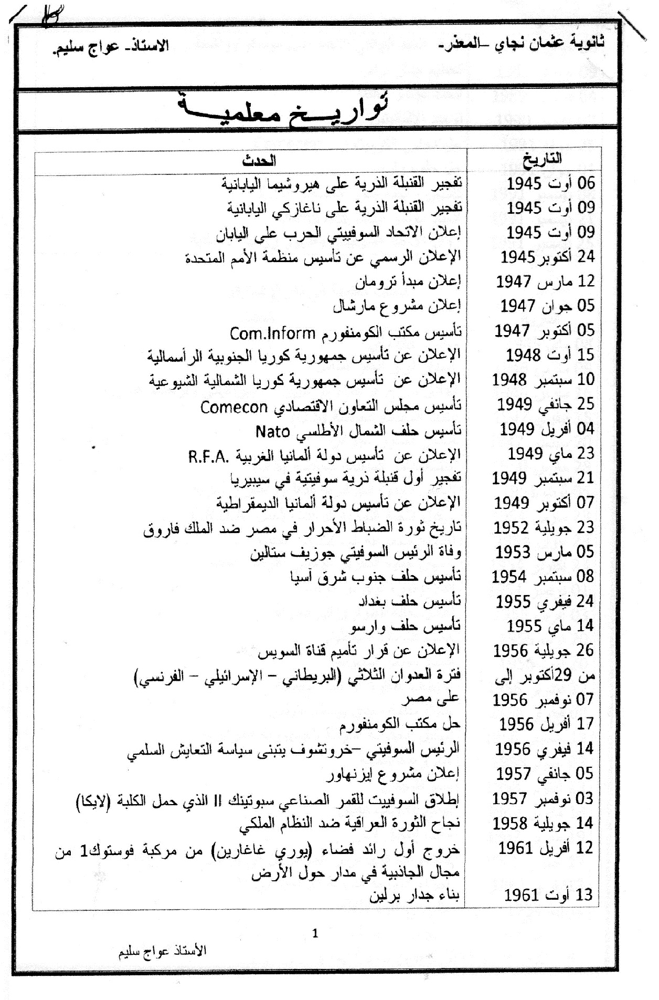 ثانوية عثمان نجاي –المعذر- الاستاذ- عواج سليم.
تواريخ معلمية
التاريخ الحدث
06 أوت 1945 تفجير القنبلة الذرية على هيروشيما اليابانية
09 أوت 1945 تفجير القنبلة الذرية على ناغازكي اليابانية
09 أوت 1945 إعلان الاتحاد السوفييتي الحرب على اليابان
24 أكتوبر 1945 الإعلان الرسمي عن تأسيس منظمة الأمم المتحدة
12 مارس 1947 إعلان مبدأ ترومان
05 جوان 1947 إعلان مشروع مارشال
05 أكتوبر 1947 تأسيس مكتب الكومنفورم Com.Inform
15 أوت 1948 الإعلان عن تأسيس جمهورية كوريا الجنوبية الرأسمالية
10 سبتمبر 1948 الإعلان عن تأسيس جمهورية كوريا الشمالية الشيوعية
25 جانفي 1949 تأسيس مجلس التعاون الاقتصادي Comecon
04 أفريل 1949 تأسيس حلف الشمال الأطلسي Nato
23 ماي 1949 الإعلان عن تأسيس دولة ألمانيا الغربية R.F.A.
21 سبتمبر 1949 تفجير أول قنبلة ذرية سوفيتية في سيبيريا
07 أكتوبر 1949 الإعلان عن تأسيس دولة ألمانيا الديمقراطية
23 جويلية 1952 تاريخ ثورة الضباط الأحرار في مصر ضد الملك فاروق
05 مارس 1953 وفاة الرئيس السوفيتي جوزيف ستالين
08 سبتمبر 1954 تأسيس حلف جنوب شرق آسيا
24 فيفري 1955 تأسيس حلف بغداد
14 ماي 1955 تأسيس حلف وارسو
26 جويلية 1956 الإعلان عن قرار تأميم قناة السويس
من 29أكتوبر إلى فترة العدوان الثلاثي (البريطاني – الإسرائيلي – الفرنسي)
07 نوفمبر 1956 على مصر
17 أفريل 1956 حل مكتب الكومنفورم
14 فيفري 1956 الرئيس السوفيتي –خروتشوف يتبنى سياسة التعايش السلمي
05 جانفي 1957 إعلان مشروع إيزنهاور
03 نوفمبر 1957 إطلاق السوفييت للقمر الصناعي سبوتينك II الذي حمل الكلبة (لايكا)
14 جويلية 1958 نجاح الثورة العراقية ضد النظام الملكي
12 أفريل 1961 خروج أول رائد فضاء (يوري غاغارين) من مركبة فوستوك1 من
مجال الجاذبية في مدار حول الأرض
13 أوت 1961 بناء جدار برلين
1
الأستاذ عواج سليم